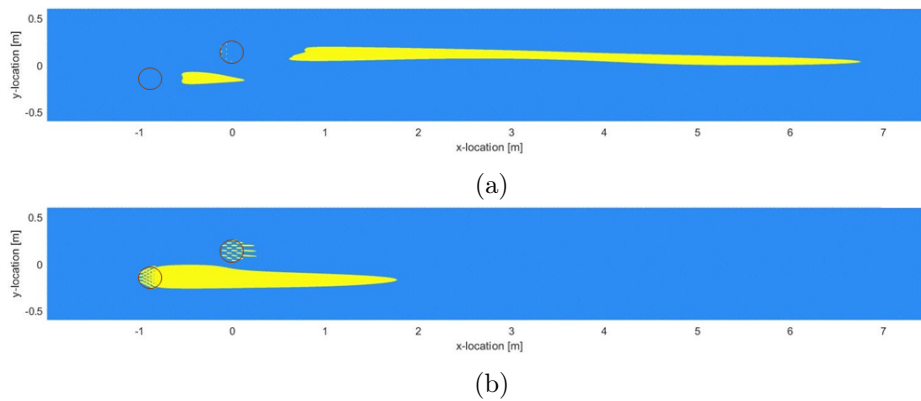 0.5
0
-0.5
y-location [m]
-1 0 1 2 3 4 5 6 7
x-location [m]
(a)
0.5
0
-0.5
y-location [m]
-1 0 1 2 3 4 5 6 7
x-location [m]
(b)